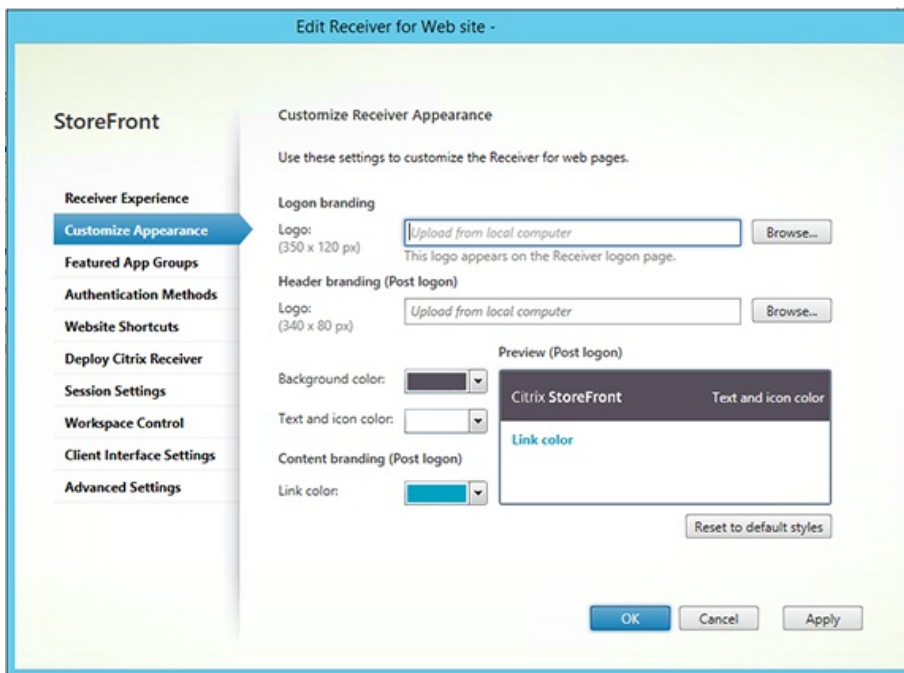 Edit Receiver for Web site -
StoreFront
Receiver Experience
Customize Appearance
Featured App Groups
Authentication Methods
Website Shortcuts
Deploy Citrix Receiver
Session Settings
Workspace Control
Client Interface Settings
Advanced Settings
Customize Receiver Appearance
Use these settings to customize the Receiver for web pages.
Logon branding
Logo:
(350 x 120 px)
Upload from local computer
Browse...
This logo appears on the Receiver logon page.
Header branding (Post logon)
Logo:
(340 x 80 px)
Upload from local computer
Browse...
Background color:
Text and icon color:
Content branding (Post logon)
Link color:
Preview (Post logon)
Citrix StoreFront
Text and icon color
Link color
Reset to default styles
OK
Cancel
Apply